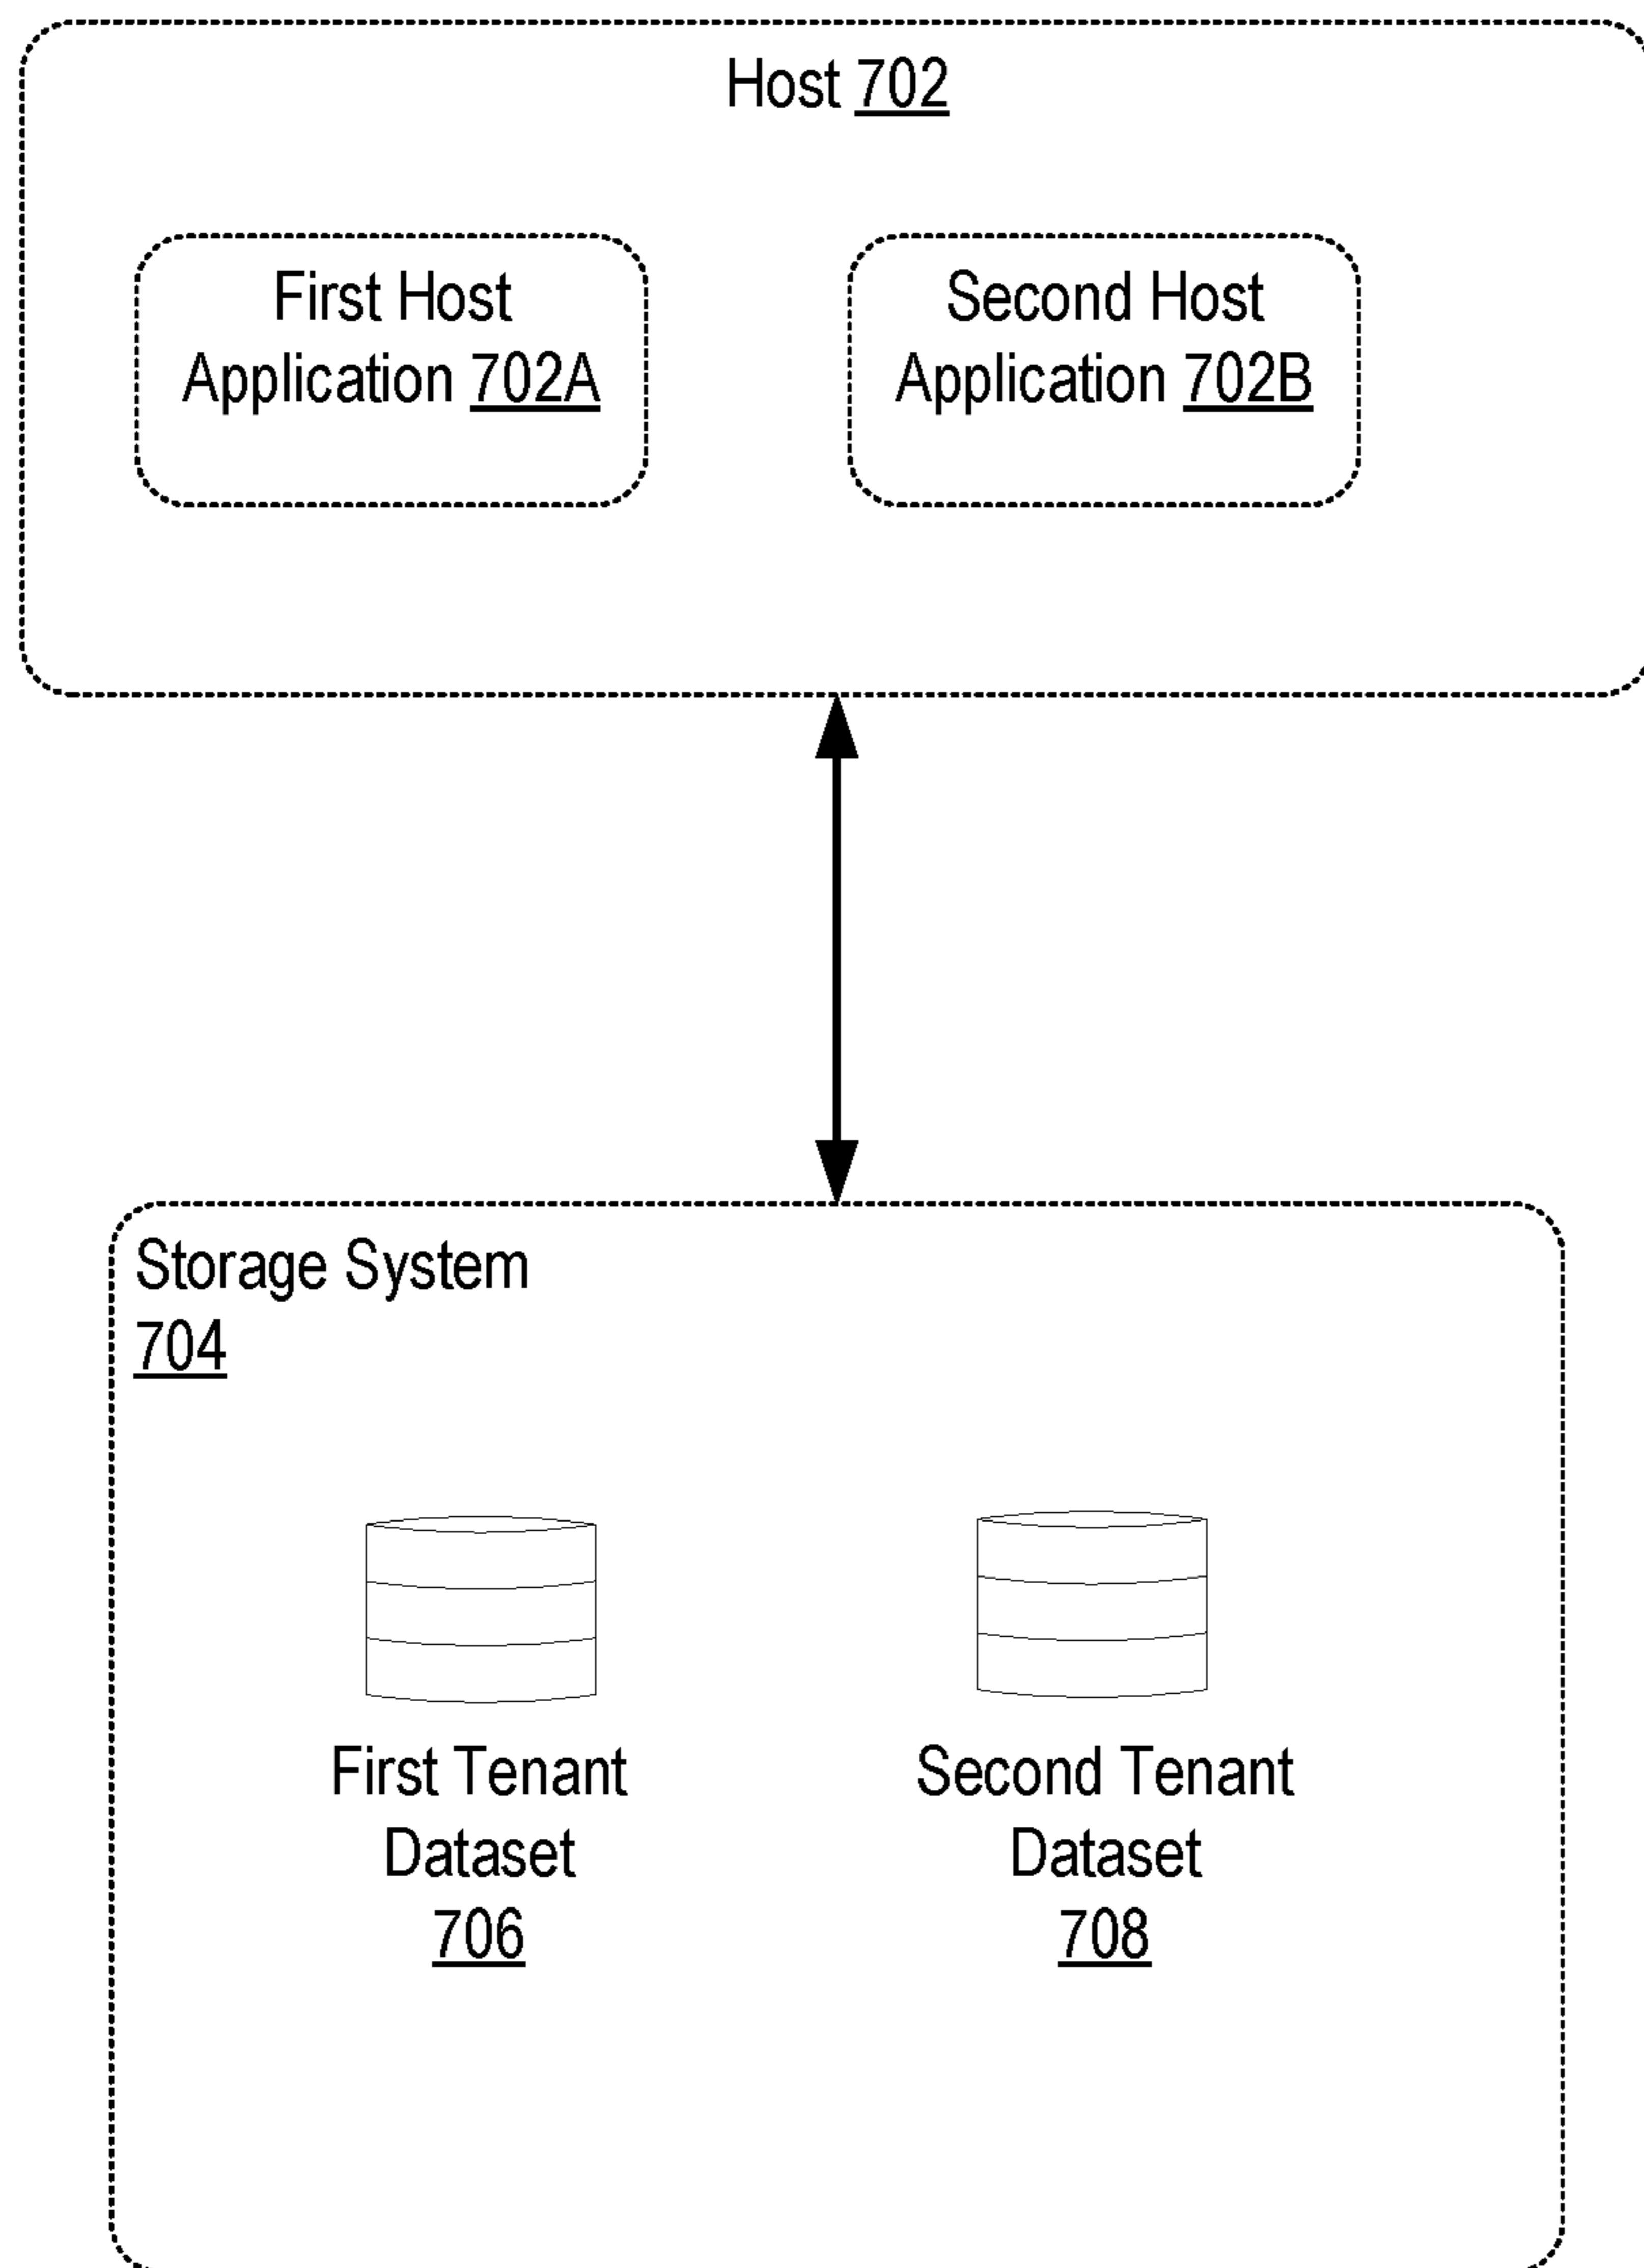 Host 702
First Host
Application 702A
Second Host
Application 702B
Storage System
704
First Tenant
Dataset
706
Second Tenant
Dataset
708